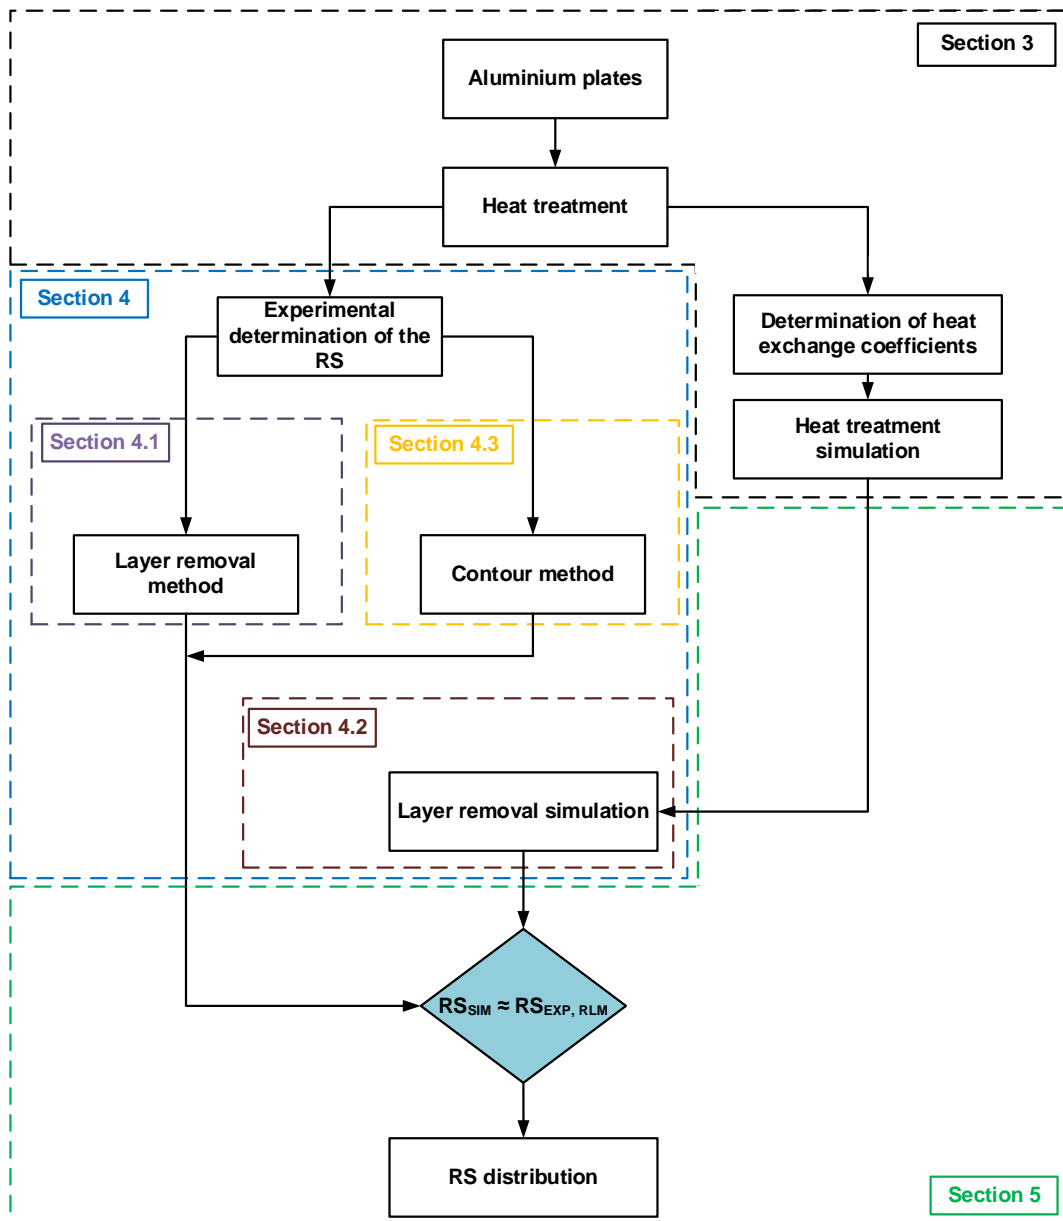 Section 3
Aluminium plates
Heat treatment
Section 4
Experimental
determination of the
RS
Determination of heat
exchange coefficients
Heat treatment
simulation
Section 4.1
Section 4.3
Layer removal
method
Contour method
Section 4.2
Layer removal simulation
RSSIM ≈ RSEXP, RLM
RS distribution
Section 5